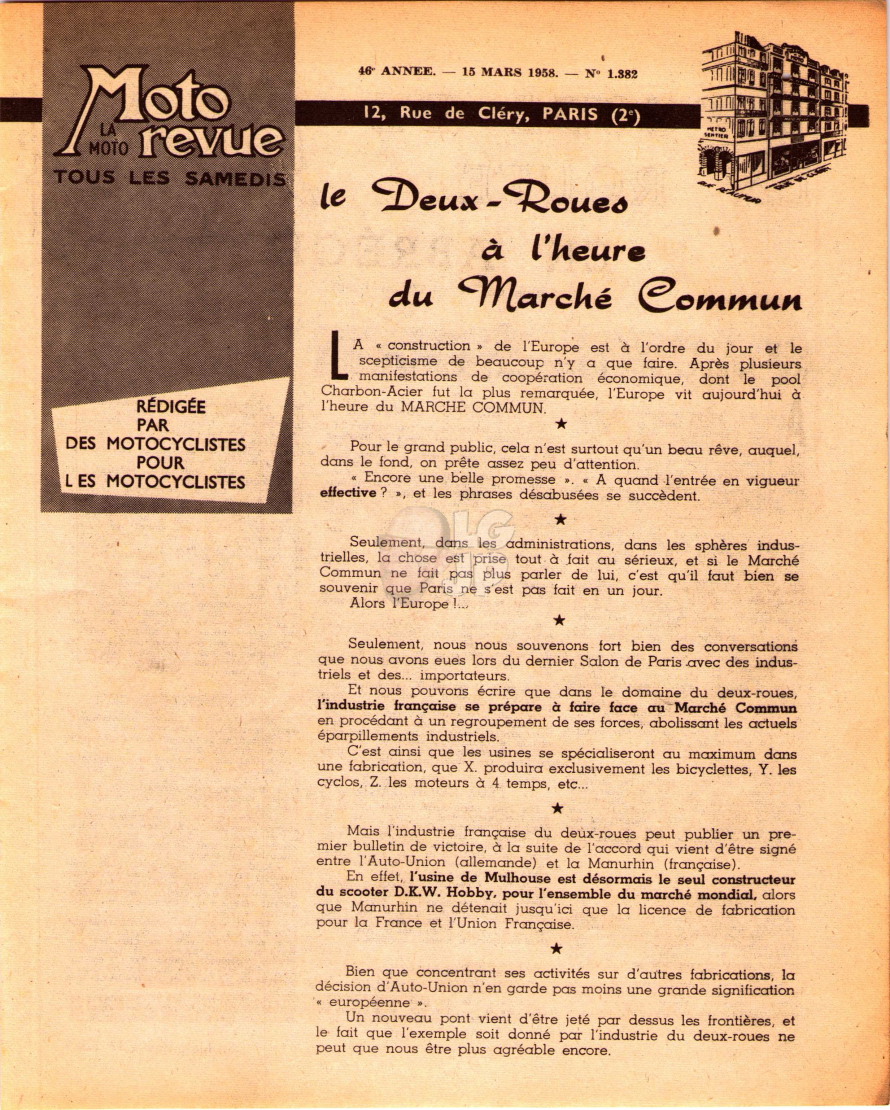 46e ANNEE. — 15 MARS 1958. — N° 1.382
12, Rue de Cléry, PARIS (2e)
Moto
LA MOTO revue
TOUS LES SAMEDIS
METRO
SENTIER
RUE REAUMUR
RUE DE CLERY
RÉDIGÉE
PAR
DES MOTOCYCLISTES
POUR
LES MOTOCYCLISTES
le Deux-Roues
à l'heure
du Marché Commun
LA « construction » de l'Europe est à l'ordre du jour et le
scepticisme de beaucoup n'y a que faire. Après plusieurs
manifestations de coopération économique, dont le pool
Charbon-Acier fut la plus remarquée, l'Europe vit aujourd'hui à
l'heure du MARCHE COMMUN.
★
Pour le grand public, cela n'est surtout qu'un beau rêve, auquel,
dans le fond, on prête assez peu d'attention.
« Encore une belle promesse ». « A quand l'entrée en vigueur
effective ? », et les phrases désabusées se succèdent.
★
Seulement, dans les administrations, dans les sphères indus-
trielles, la chose est prise tout à fait au sérieux, et si le Marché
Commun ne fait pas plus parler de lui, c'est qu'il faut bien se
souvenir que Paris ne s'est pas fait en un jour.
Alors l'Europe !...
★
Seulement, nous nous souvenons fort bien des conversations
que nous avons eues lors du dernier Salon de Paris avec des indus-
triels et des... importateurs.
Et nous pouvons écrire que dans le domaine du deux-roues,
l'industrie française se prépare à faire face au Marché Commun
en procédant à un regroupement de ses forces, abolissant les actuels
éparpillements industriels.
C'est ainsi que les usines se spécialiseront au maximum dans
une fabrication, que X. produira exclusivement les bicyclettes, Y. les
cyclos, Z. les moteurs à 4 temps, etc...
★
Mais l'industrie française du deux-roues peut publier un pre-
mier bulletin de victoire, à la suite de l'accord qui vient d'être signé
entre l'Auto-Union (allemande) et la Manurhin (française).
En effet, l'usine de Mulhouse est désormais le seul constructeur
du scooter D.K.W. Hobby, pour l'ensemble du marché mondial, alors
que Manurhin ne détenait jusqu'ici que la licence de fabrication
pour la France et l'Union Française.
★
Bien que concentrant ses activités sur d'autres fabrications, la
décision d'Auto-Union n'en garde pas moins une grande signification
« européenne ».
Un nouveau pont vient d'être jeté par dessus les frontières, et
le fait que l'exemple soit donné par l'industrie du deux-roues ne
peut que nous être plus agréable encore.